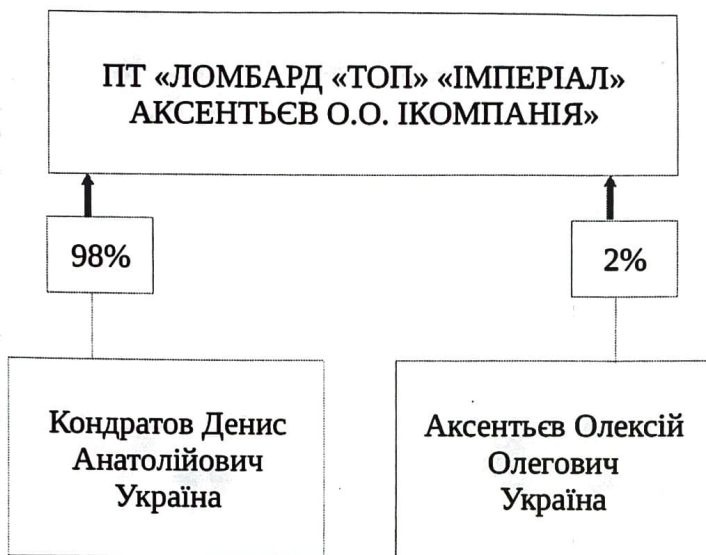 ПТ «ЛОМБАРД «ТОП» «ІМПЕРІАЛ»
АКСЕНТЬЄВ О.О. ІКОМПАНІЯ»
98%
2%
Кондратов Денис
Анатолійович
Україна
Аксентьєв Олексій
Олегович
Україна